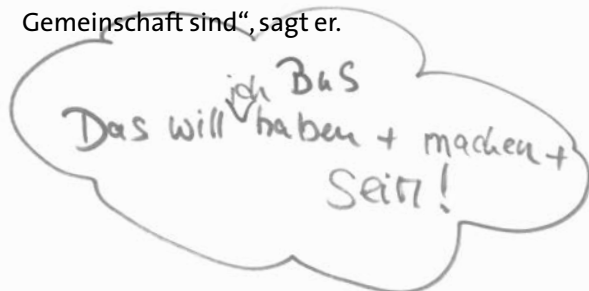 Gemeinschaft sind“, sagt er.
ich BuS
Das will haben + machen +
Sein!